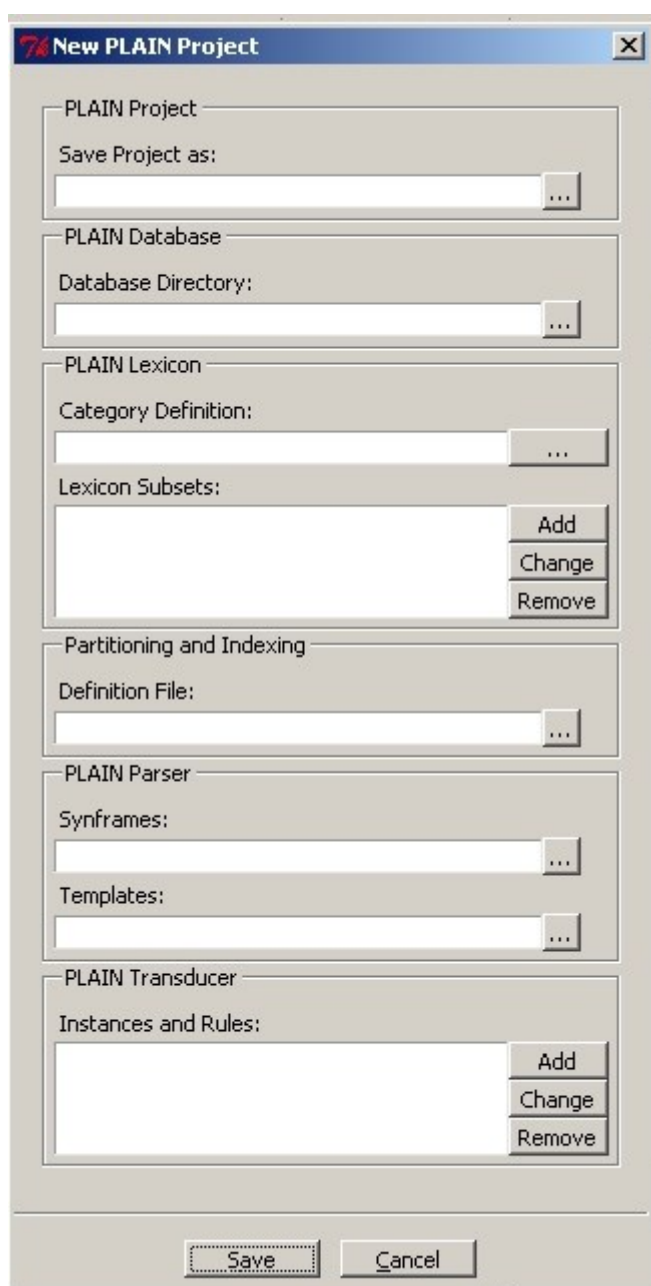 New PLAIN Project
PLAIN Project
Save Project as:
...
PLAIN Database
Database Directory:
...
PLAIN Lexicon
Category Definition:
...
Lexicon Subsets:
Add
Change
Remove
Partitioning and Indexing
Definition File:
...
PLAIN Parser
Synframes:
...
Templates:
...
PLAIN Transducer
Instances and Rules:
Add
Change
Remove
Save Cancel